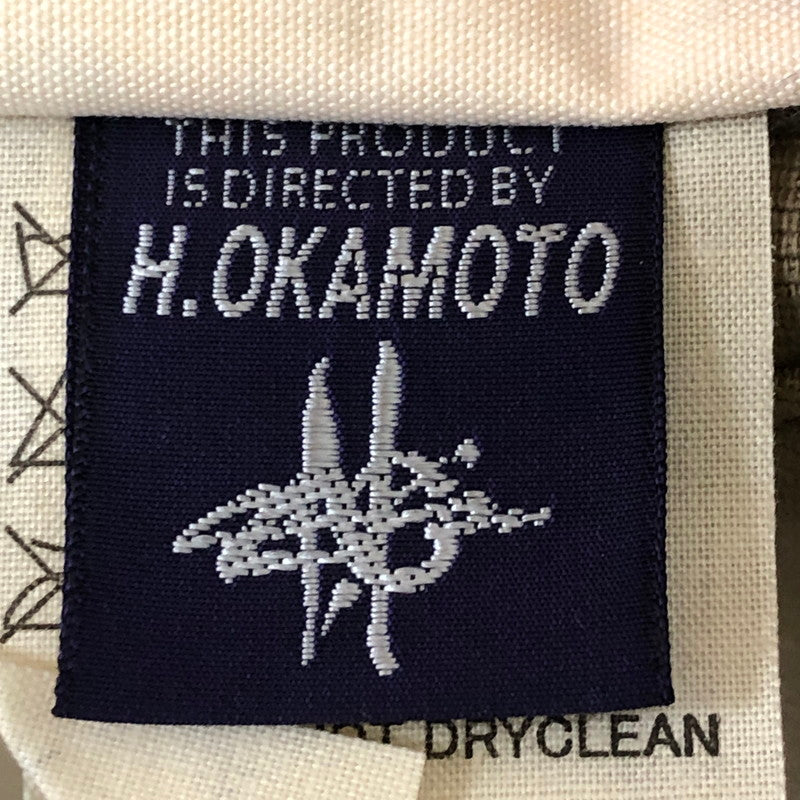 THIS PRODUCT
IS DIRECTED BY
H.OKAMOTO
DRYCLEAN